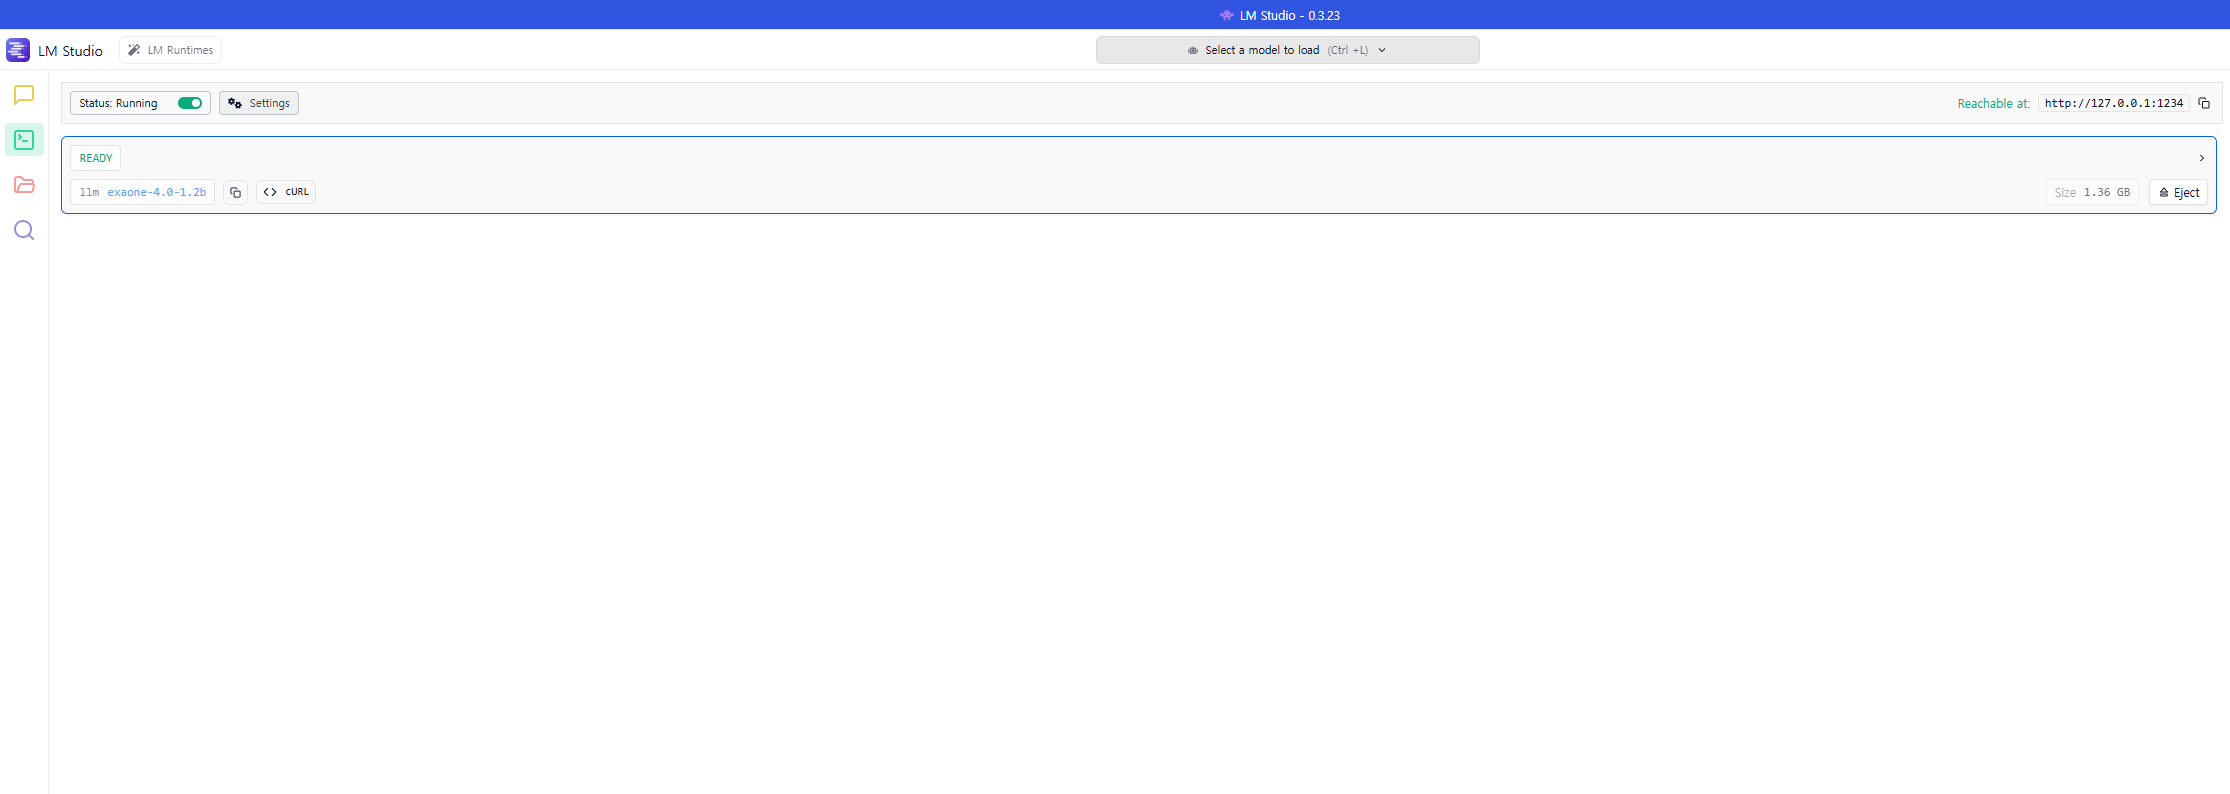 LM Studio - 0.3.23
LM Studio LM Runtimes Select a model to load (Ctrl +L)
Status: Running Settings Reachable at: http://127.0.0.1:1234
READY
llm exaone-4.0-1.2b cURL Size 1.36 GB Eject